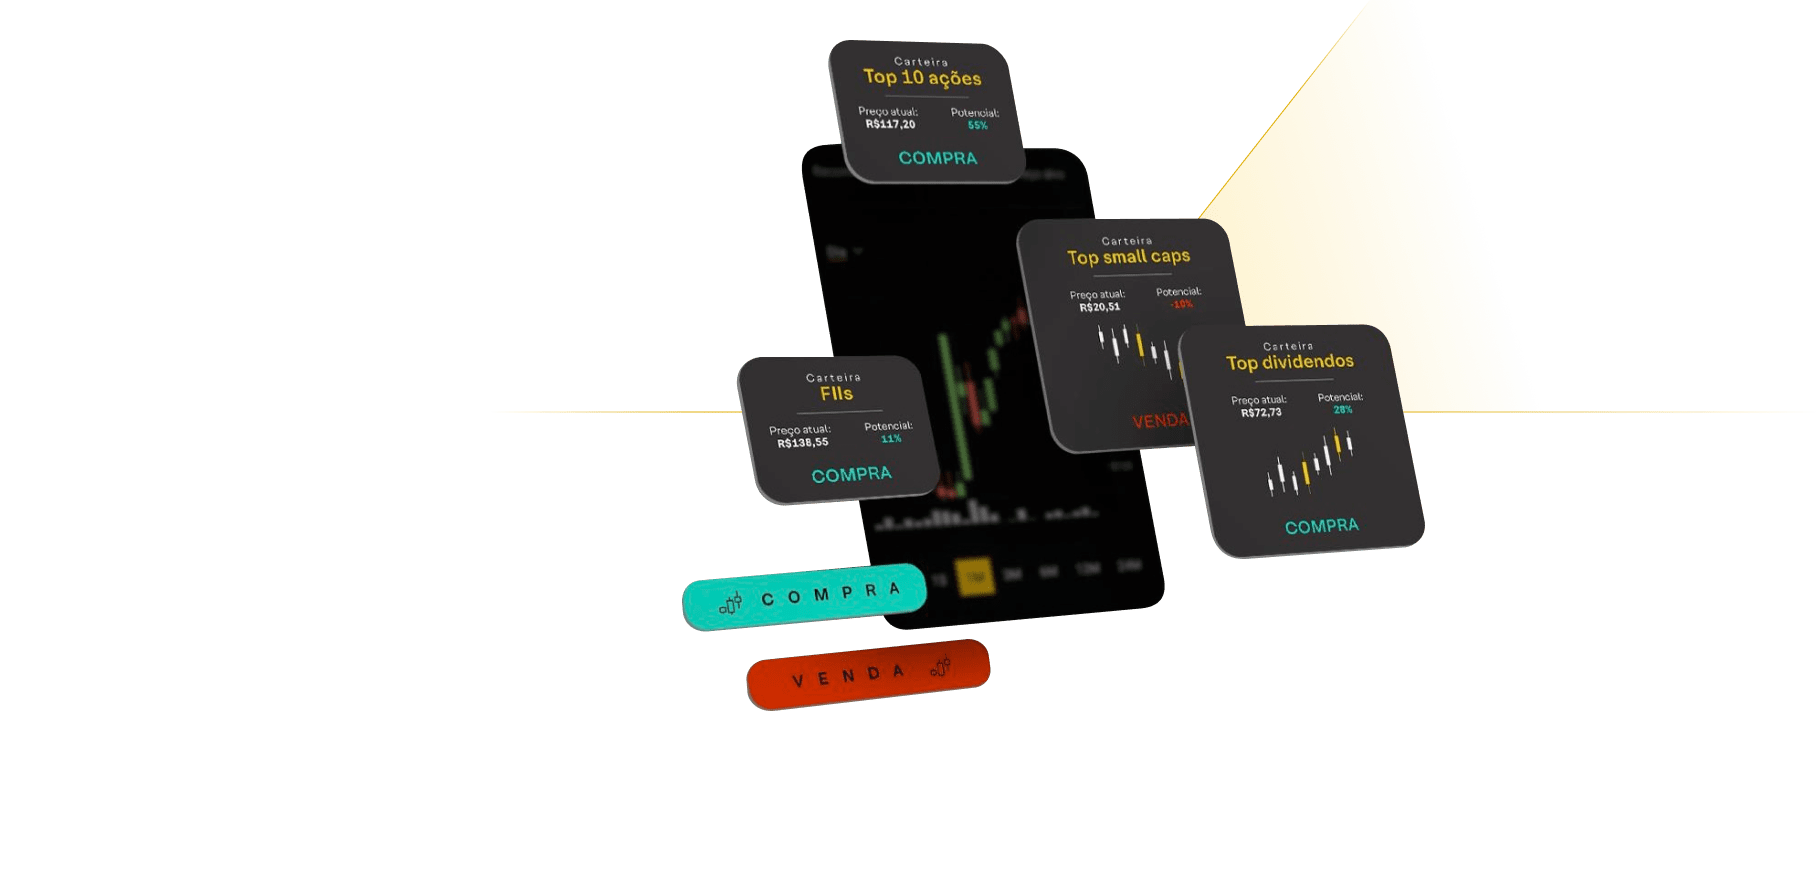 Carteira
Top 10 ações
Preço atual: Potencial:
R$117,20 55%
COMPRA
Carteira
Top small caps
Preço atual: Potencial:
R$20,51 -10%
VENDA
Carteira
Top dividendos
Preço atual: Potencial:
R$72,73 28%
COMPRA
Carteira
FIIs
Preço atual: Potencial:
R$138,55 11%
COMPRA
COMPRA
VENDA